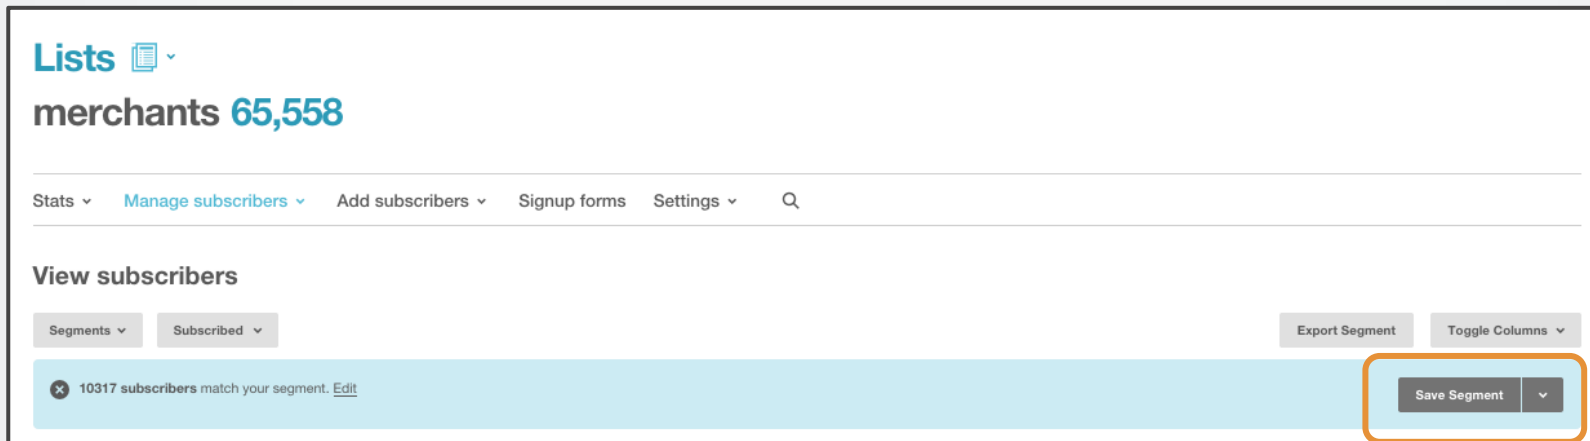 Lists
merchants 65,558
Stats Manage subscribers Add subscribers Signup forms Settings
View subscribers
Segments Subscribed Export Segment Toggle Columns
10317 subscribers match your segment. Edit Save Segment